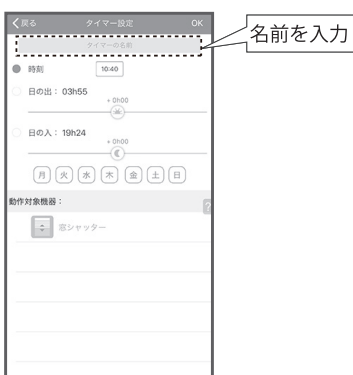 戻る タイマー設定 OK
タイマーの名前
名前を入力
時刻 10:40
日の出： 03h55
+ 0h00
日の入： 19h24
+ 0h00
月 火 水 木 金 土 日
動作対象機器： ?
窓シャッター